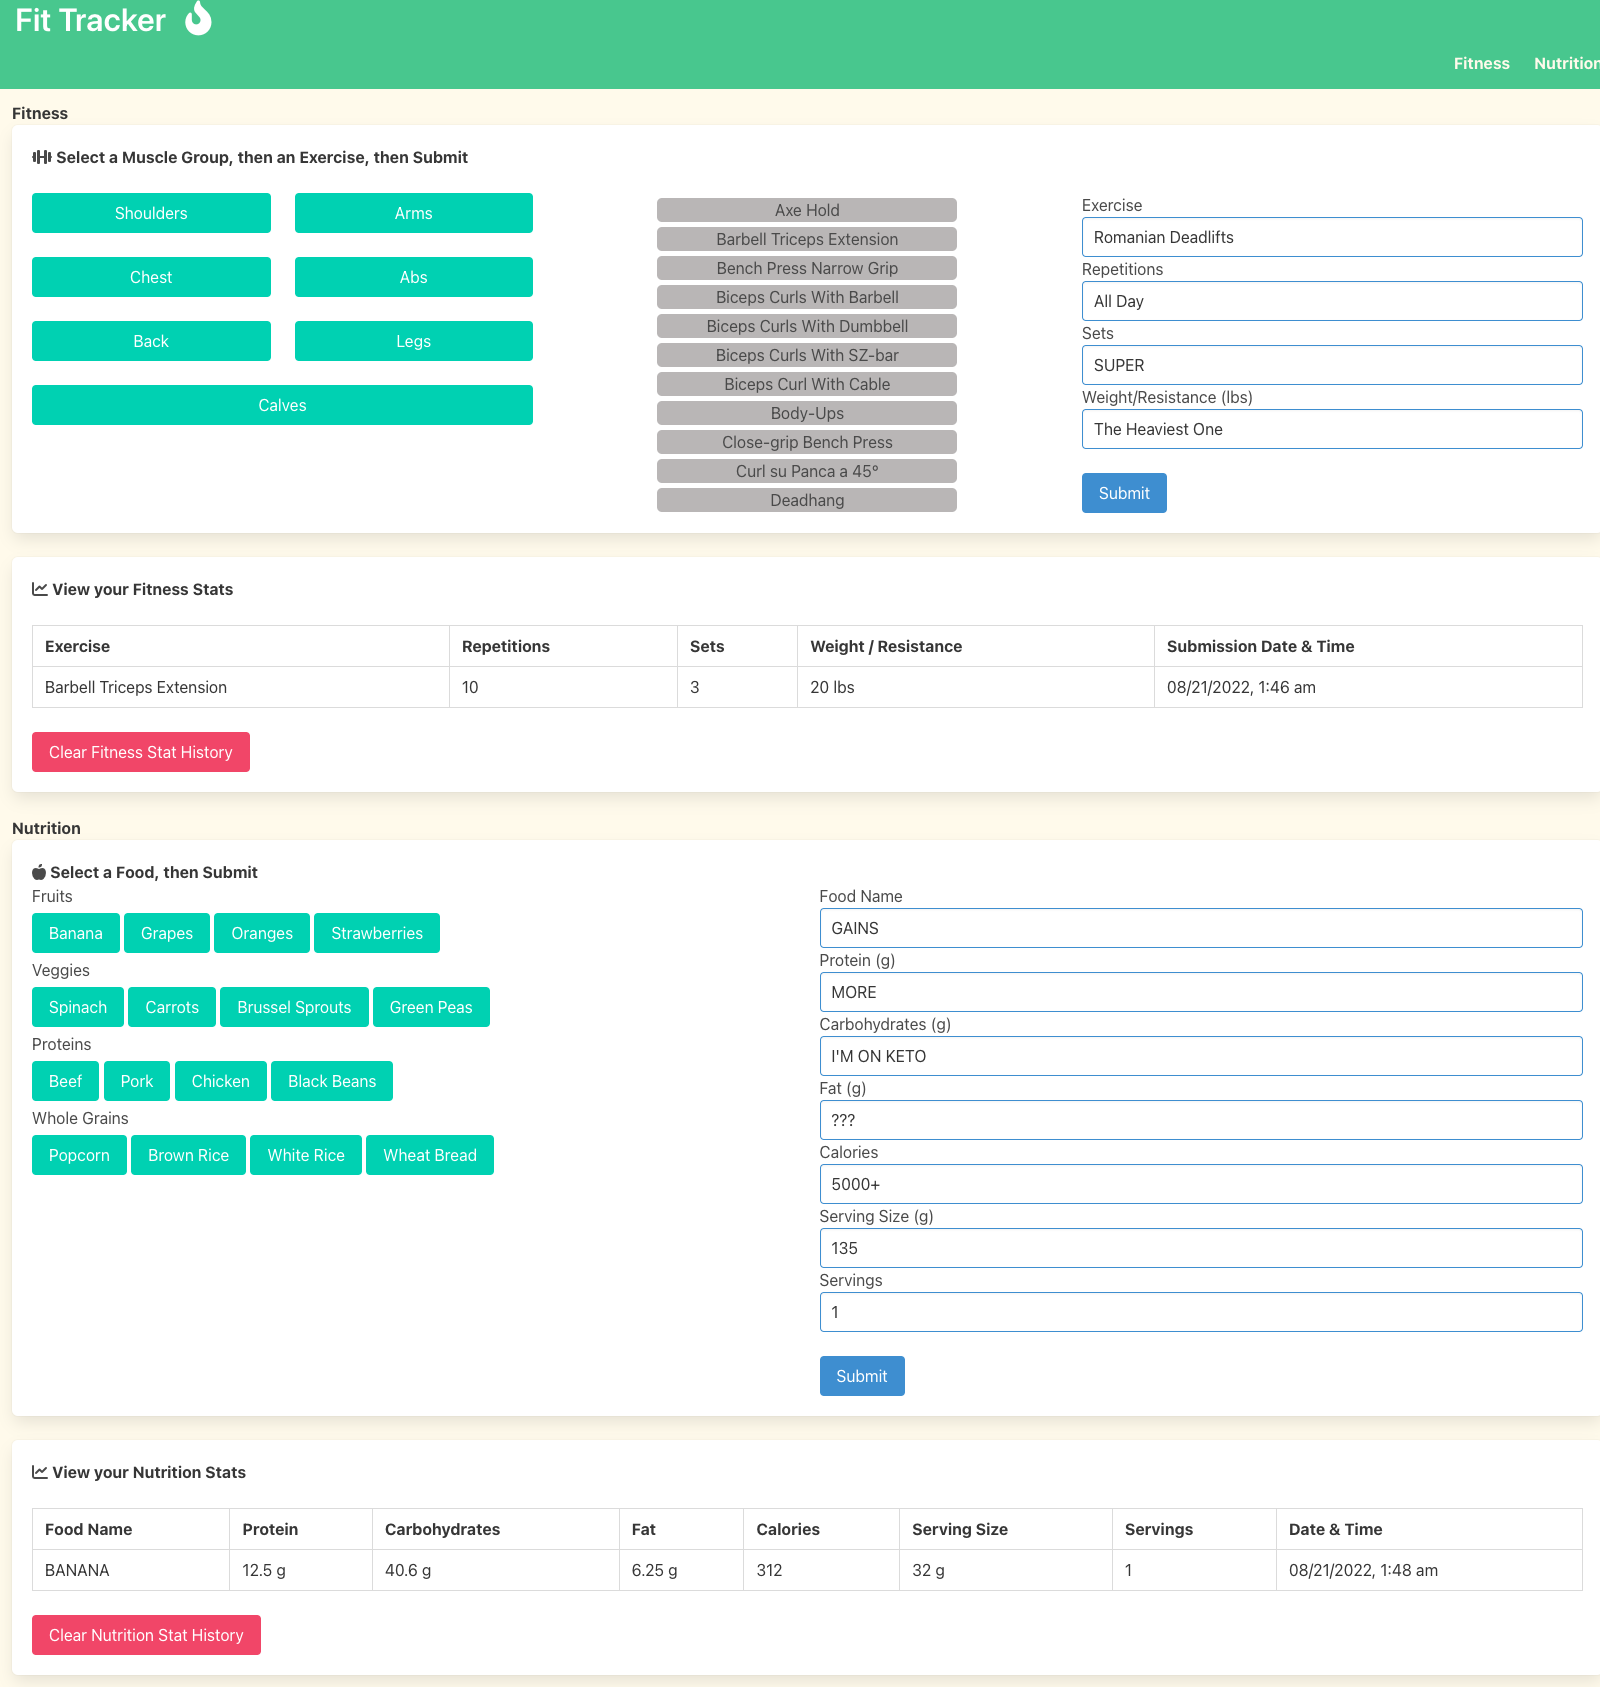 Fit Tracker
Fitness Nutrition
Fitness
Select a Muscle Group, then an Exercise, then Submit
Shoulders Arms
Chest Abs
Back Legs
Calves
Axe Hold
Barbell Triceps Extension
Bench Press Narrow Grip
Biceps Curls With Barbell
Biceps Curls With Dumbbell
Biceps Curls With SZ-bar
Biceps Curl With Cable
Body-Ups
Close-grip Bench Press
Curl su Panca a 45°
Deadhang
Exercise
Romanian Deadlifts
Repetitions
All Day
Sets
SUPER
Weight/Resistance (lbs)
The Heaviest One
Submit
View your Fitness Stats
Exercise Repetitions Sets Weight / Resistance Submission Date & Time
Barbell Triceps Extension 10 3 20 lbs 08/21/2022, 1:46 am
Clear Fitness Stat History
Nutrition
Select a Food, then Submit
Fruits
Banana Grapes Oranges Strawberries
Veggies
Spinach Carrots Brussel Sprouts Green Peas
Proteins
Beef Pork Chicken Black Beans
Whole Grains
Popcorn Brown Rice White Rice Wheat Bread
Food Name
GAINS
Protein (g)
MORE
Carbohydrates (g)
I'M ON KETO
Fat (g)
???
Calories
5000+
Serving Size (g)
135
Servings
1
Submit
View your Nutrition Stats
Food Name Protein Carbohydrates Fat Calories Serving Size Servings Date & Time
BANANA 12.5 g 40.6 g 6.25 g 312 32 g 1 08/21/2022, 1:48 am
Clear Nutrition Stat History